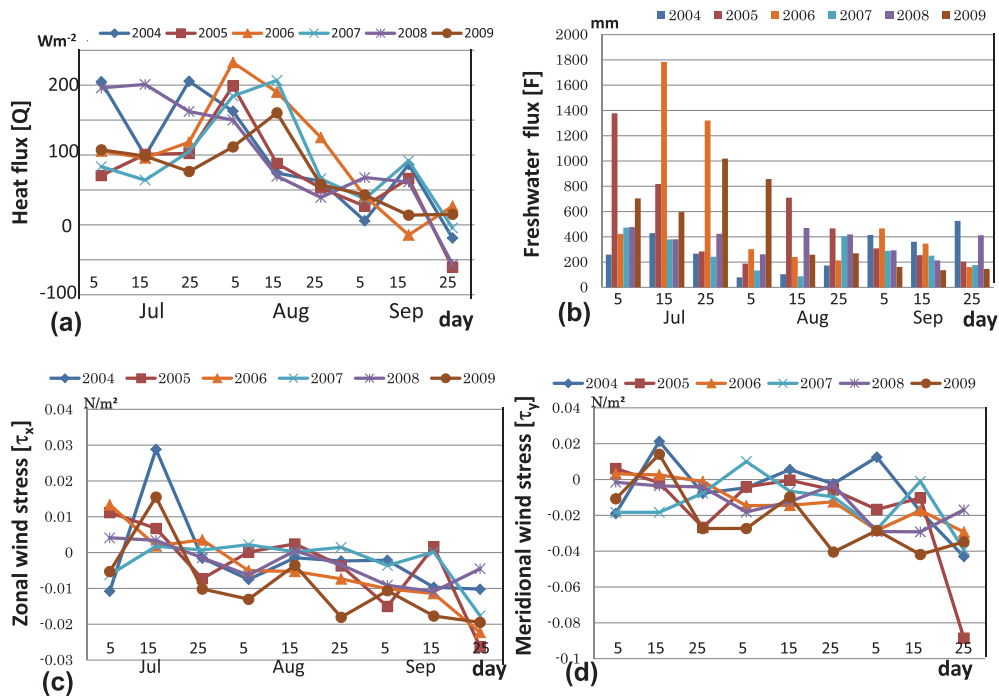 Wm-2
2004 2005 2006 2007 2008 2009
Heat flux [Q]
200
100
0
-100
5 15 25 5 15 25 5 15 25
Jul Aug Sep day
(a)
mm
2004 2005 2006 2007 2008 2009
Freshwater flux [F]
2000
1800
1600
1400
1200
1000
800
600
400
200
0
5 15 25 5 15 25 5 15 25
Jul Aug Sep day
(b)
2004 2005 2006 2007 2008 2009
N/m²
Zonal wind stress [τx]
0.04
0.03
0.02
0.01
0
-0.01
-0.02
-0.03
5 15 25 5 15 25 5 15 25
Jul Aug Sep day
(c)
2004 2005 2006 2007 2008 2009
N/m²
Meridional wind stress [τy]
0.04
0.02
0
-0.02
-0.04
-0.06
-0.08
-0.1
5 15 25 5 15 25 5 15 25
day
(d)